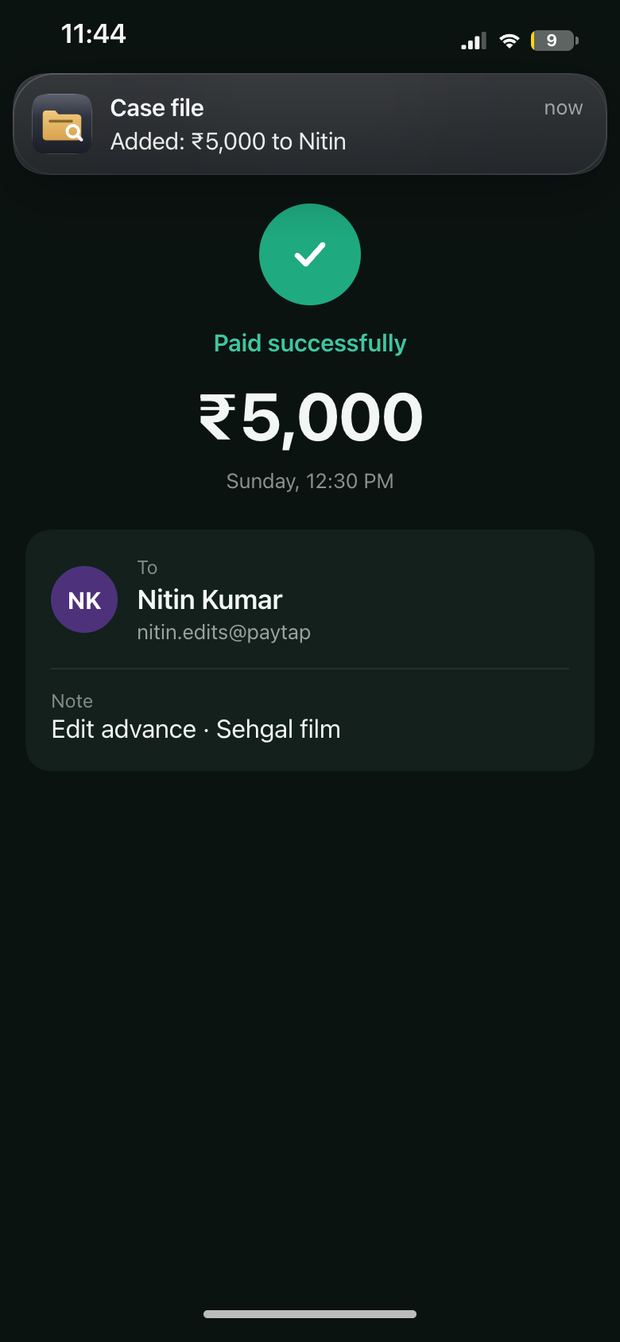 11:44
9
Case file
now
Added: ₹5,000 to Nitin
Paid successfully
₹5,000
Sunday, 12:30 PM
To
NK
Nitin Kumar
nitin.edits@paytap
Note
Edit advance · Sehgal film